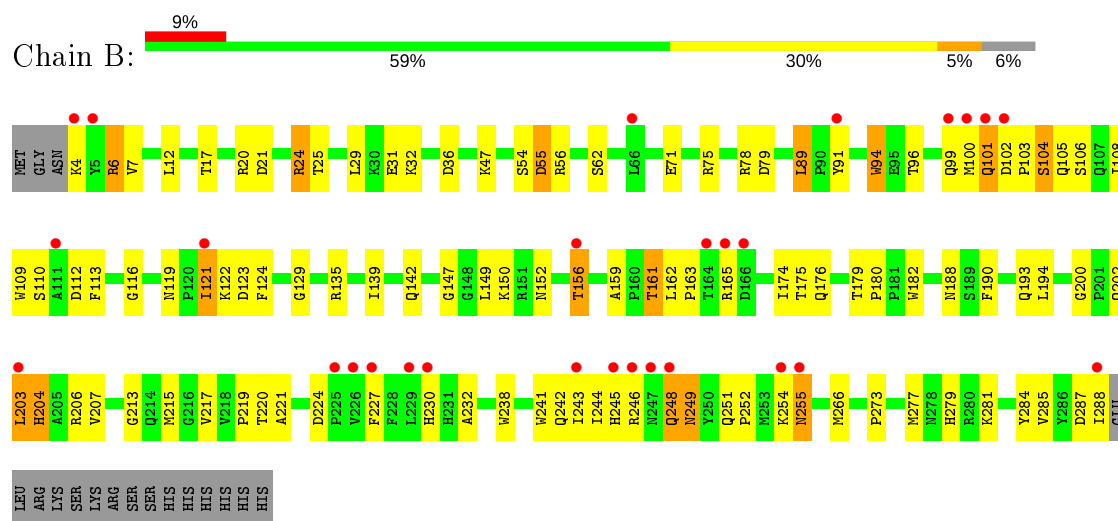 9%
Chain B:
59% 30% 5% 6%
MET GLY ASN K4 Y5 R6 V7 L12 T17 R20 D21 R24 T25 L29 K30 E31 K32 D36 K47 S54 D55 R56 S62 L66 E71 R75 R78 D79 L89 P90 Y91 W94 E95 T96 Q99 M100 Q101 D102 P103 S104 Q105 S106 Q107 I108
W109 S110 A111 D112 F113 G116 N119 P120 I121 K122 D123 F124 G129 R135 I139 Q142 G147 G148 L149 K150 R151 N152 T156 A159 P160 T161 L162 P163 T164 R165 D166 I174 T175 Q176 T179 P180 P181 W182 N188 S189 F190 Q193 L194 G200 P201
L203 H204 A205 R206 V207 G213 Q214 M215 G216 V217 V218 P219 T220 A221 D224 P225 V226 F227 F228 L229 H230 H231 A232 W238 W241 Q242 I243 I244 H245 R246 N247 Q248 N249 Y250 Q251 P252 M253 K254 N255 M266 P273 M277 N278 H279 R280 K281 Y284 V285 Y286 D287 I288 GLU
LEU ARG LYS SER LYS ARG SER SER HIS HIS HIS HIS HIS HIS